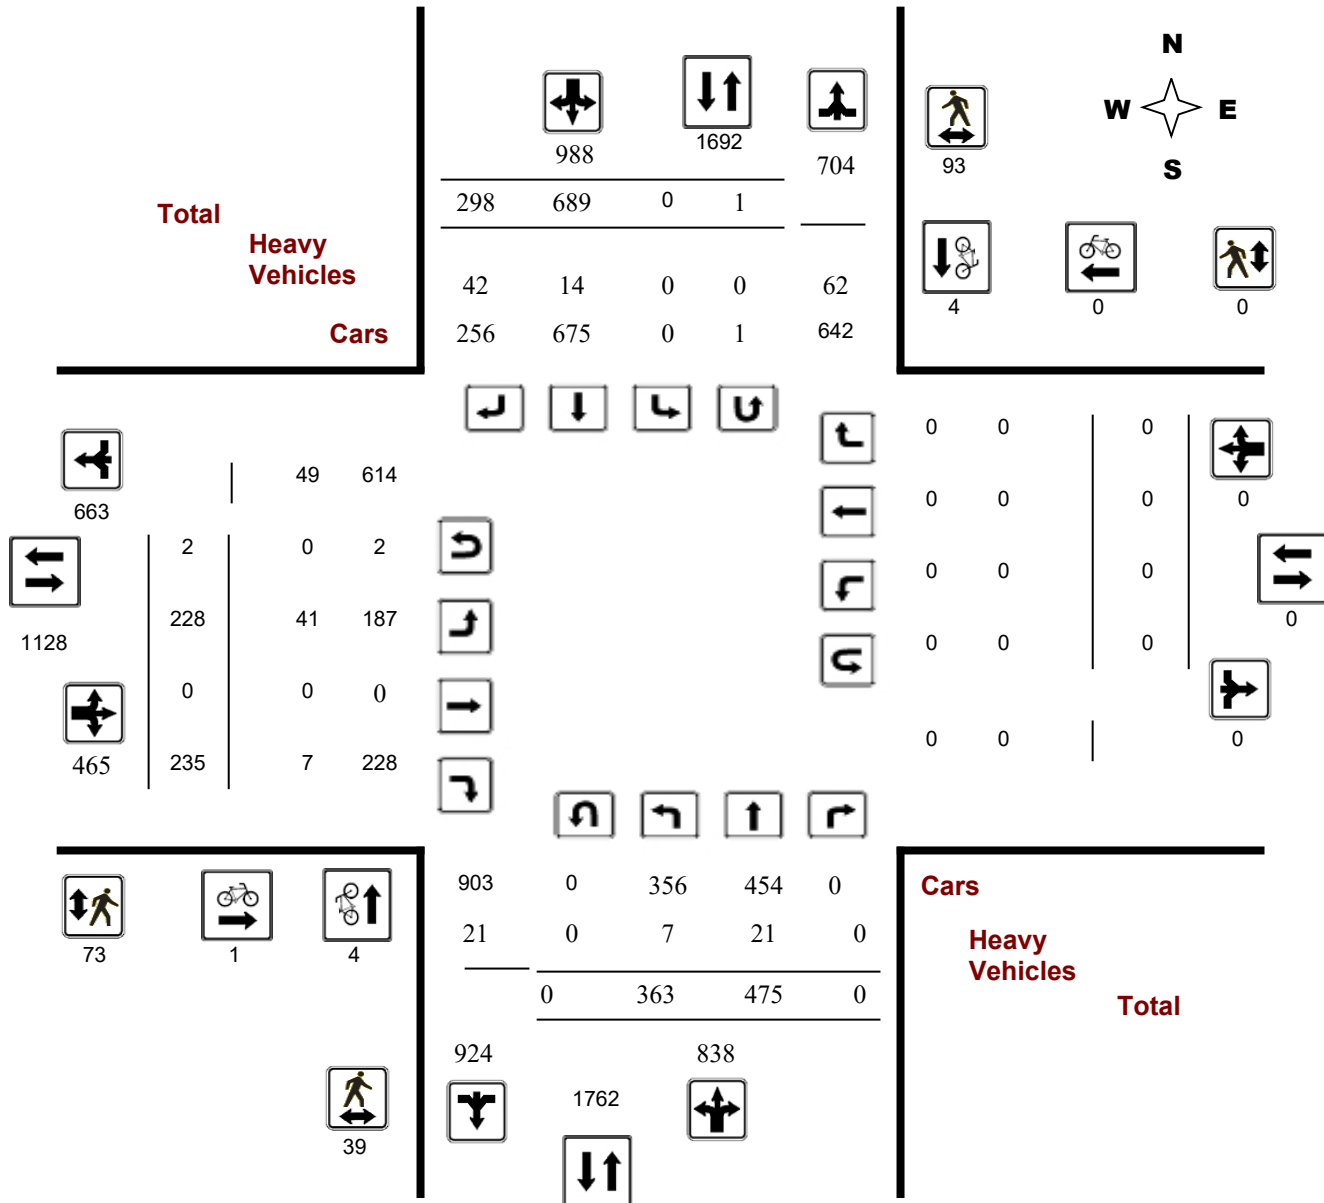 N
W E
S
988 1692 704 93
298 689 0 1
Total
Heavy
Vehicles
42 14 0 0 62
Cars 256 675 0 1 642
4 0 0
0 0 0
49 614
663
0 0 0 0
2 0 2
228 41 187
0 0 0
0
1128
0 0 0
0 0 0
465 235 7 228
0 0 0
903 0 356 454 0 Cars
21 0 7 21 0 Heavy
Vehicles
73 1 4
0 363 475 0 Total
924 838
1762
39